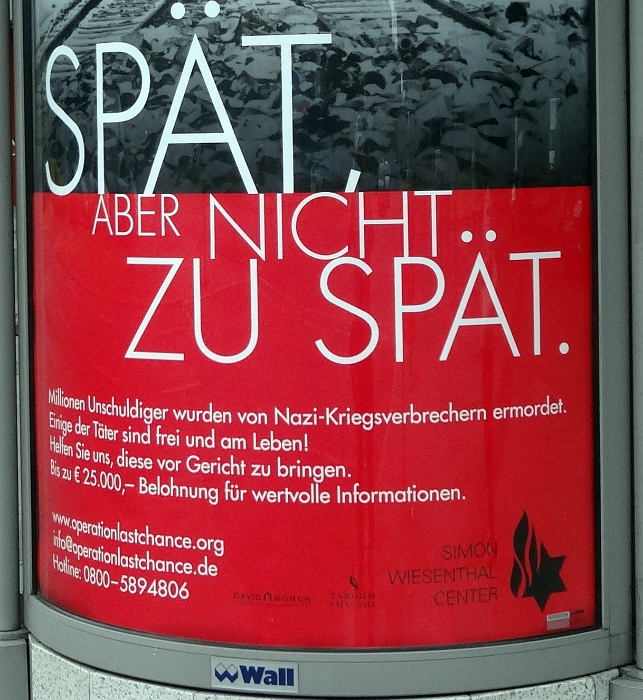 SPÄT,
ABER NICHT
ZU SPÄT.
Millionen Unschuldiger wurden von Nazi-Kriegsverbrechern ermordet.
Einige der Täter sind frei und am Leben!
Helfen Sie uns, diese vor Gericht zu bringen.
Bis zu € 25.000,– Belohnung für wertvolle Informationen.
www.operationlastchance.org
info@operationlastchance.de
Hotline: 0800–5894806
DAVID BORCK
SIMON
WIESENTHAL
CENTER
Wall